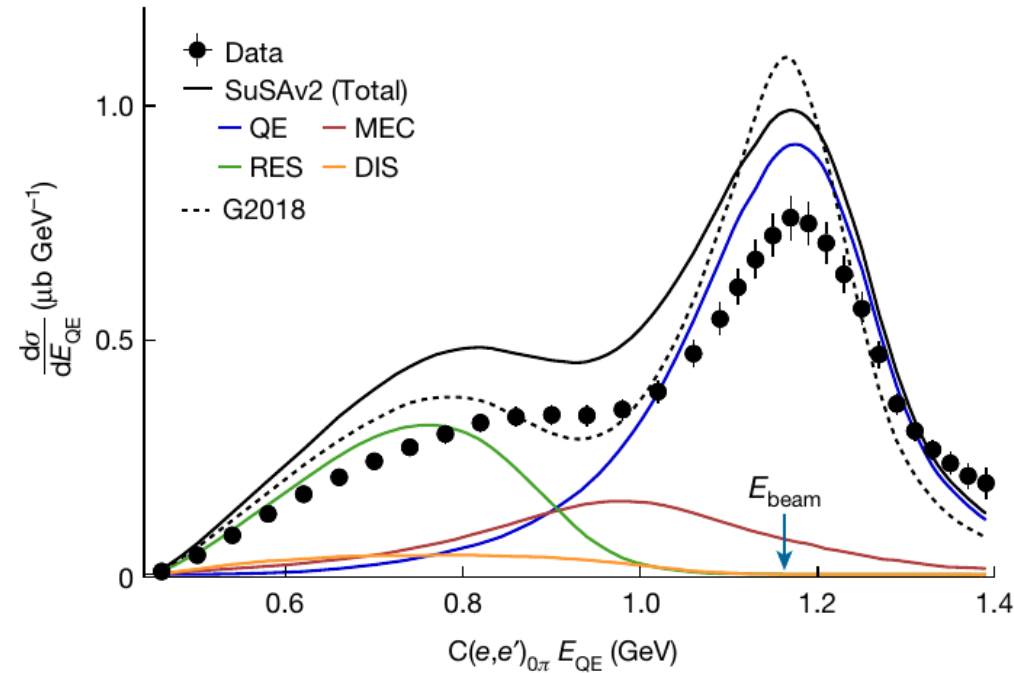 Data
SuSAv2 (Total)
QE MEC
RES DIS
G2018
1.0
0.5
0
dσ
dE_QE (μb GeV⁻¹)
E_beam
0.6 0.8 1.0 1.2 1.4
C(e,e′)_0π E_QE (GeV)